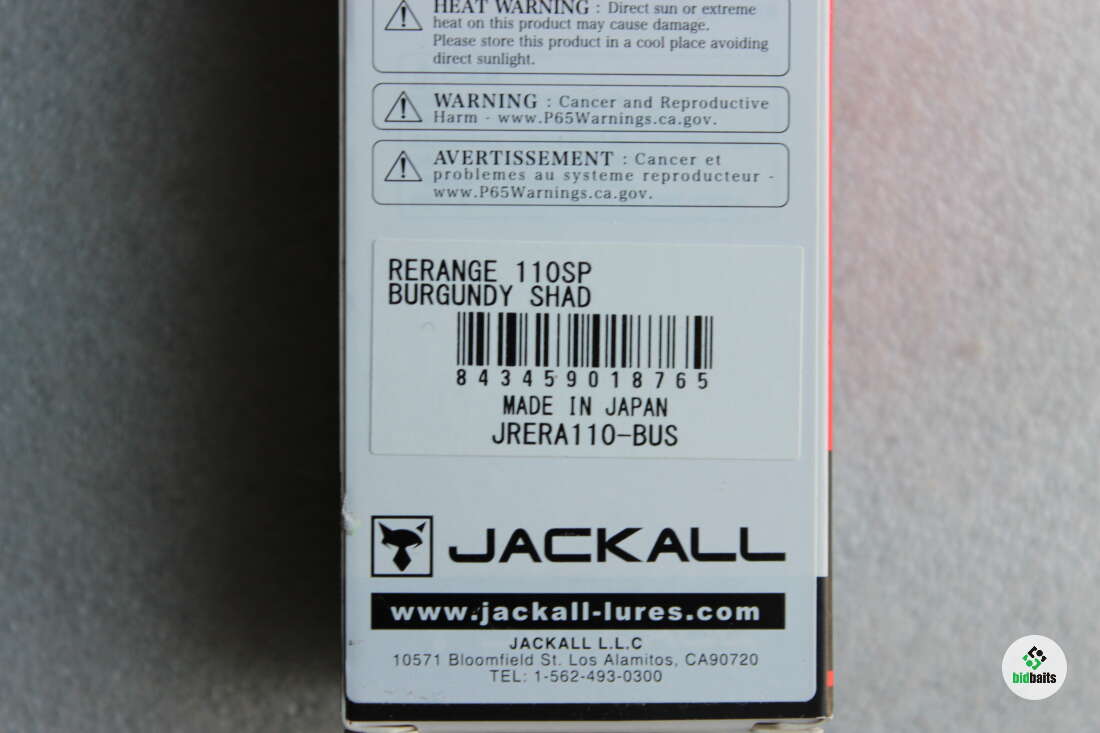 HEAT WARNING : Direct sun or extreme
heat on this product may cause damage.
Please store this product in a cool place avoiding
direct sunlight.
WARNING : Cancer and Reproductive
Harm - www.P65Warnings.ca.gov.
AVERTISSEMENT : Cancer et
problemes au systeme reproducteur -
www.P65Warnings.ca.gov.
RERANGE 110SP
BURGUNDY SHAD
843459018765
MADE IN JAPAN
JRERA110-BUS
JACKALL
www.jackall-lures.com
JACKALL L.L.C
10571 Bloomfield St. Los Alamitos, CA90720
TEL: 1-562-493-0300
bidbaits